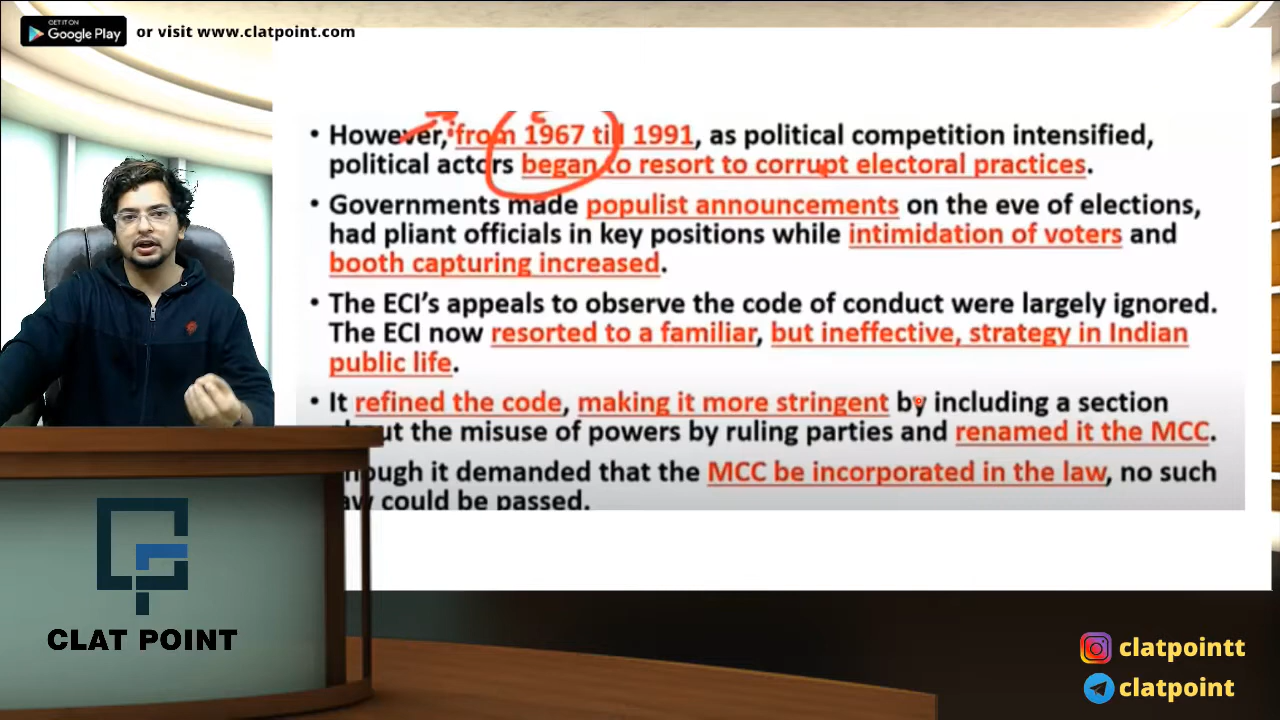 GET IT ON
Google Play
or visit www.clatpoint.com
• However, from 1967 till 1991, as political competition intensified,
political actors began to resort to corrupt electoral practices.
• Governments made populist announcements on the eve of elections,
had pliant officials in key positions while intimidation of voters and
booth capturing increased.
• The ECI's appeals to observe the code of conduct were largely ignored.
The ECI now resorted to a familiar, but ineffective, strategy in Indian
public life.
• It refined the code, making it more stringent by including a section
ut the misuse of powers by ruling parties and renamed it the MCC.
ough it demanded that the MCC be incorporated in the law, no such
aw could be passed.
CLAT POINT
clatpointt
clatpoint